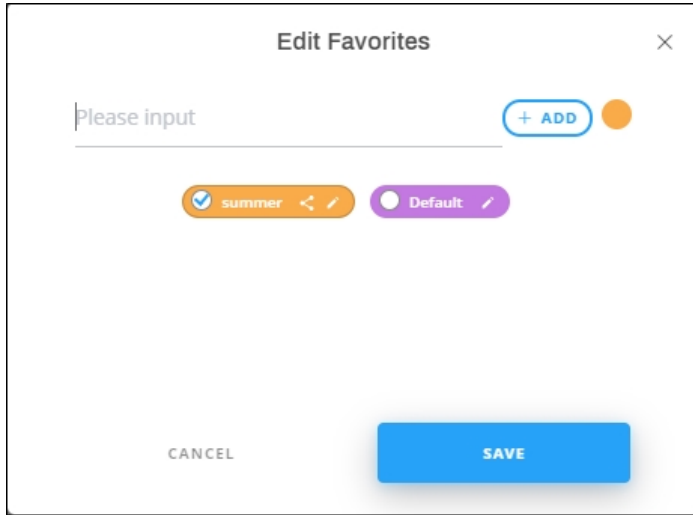 Edit Favorites
Please input
+ ADD
summer
Default
CANCEL
SAVE